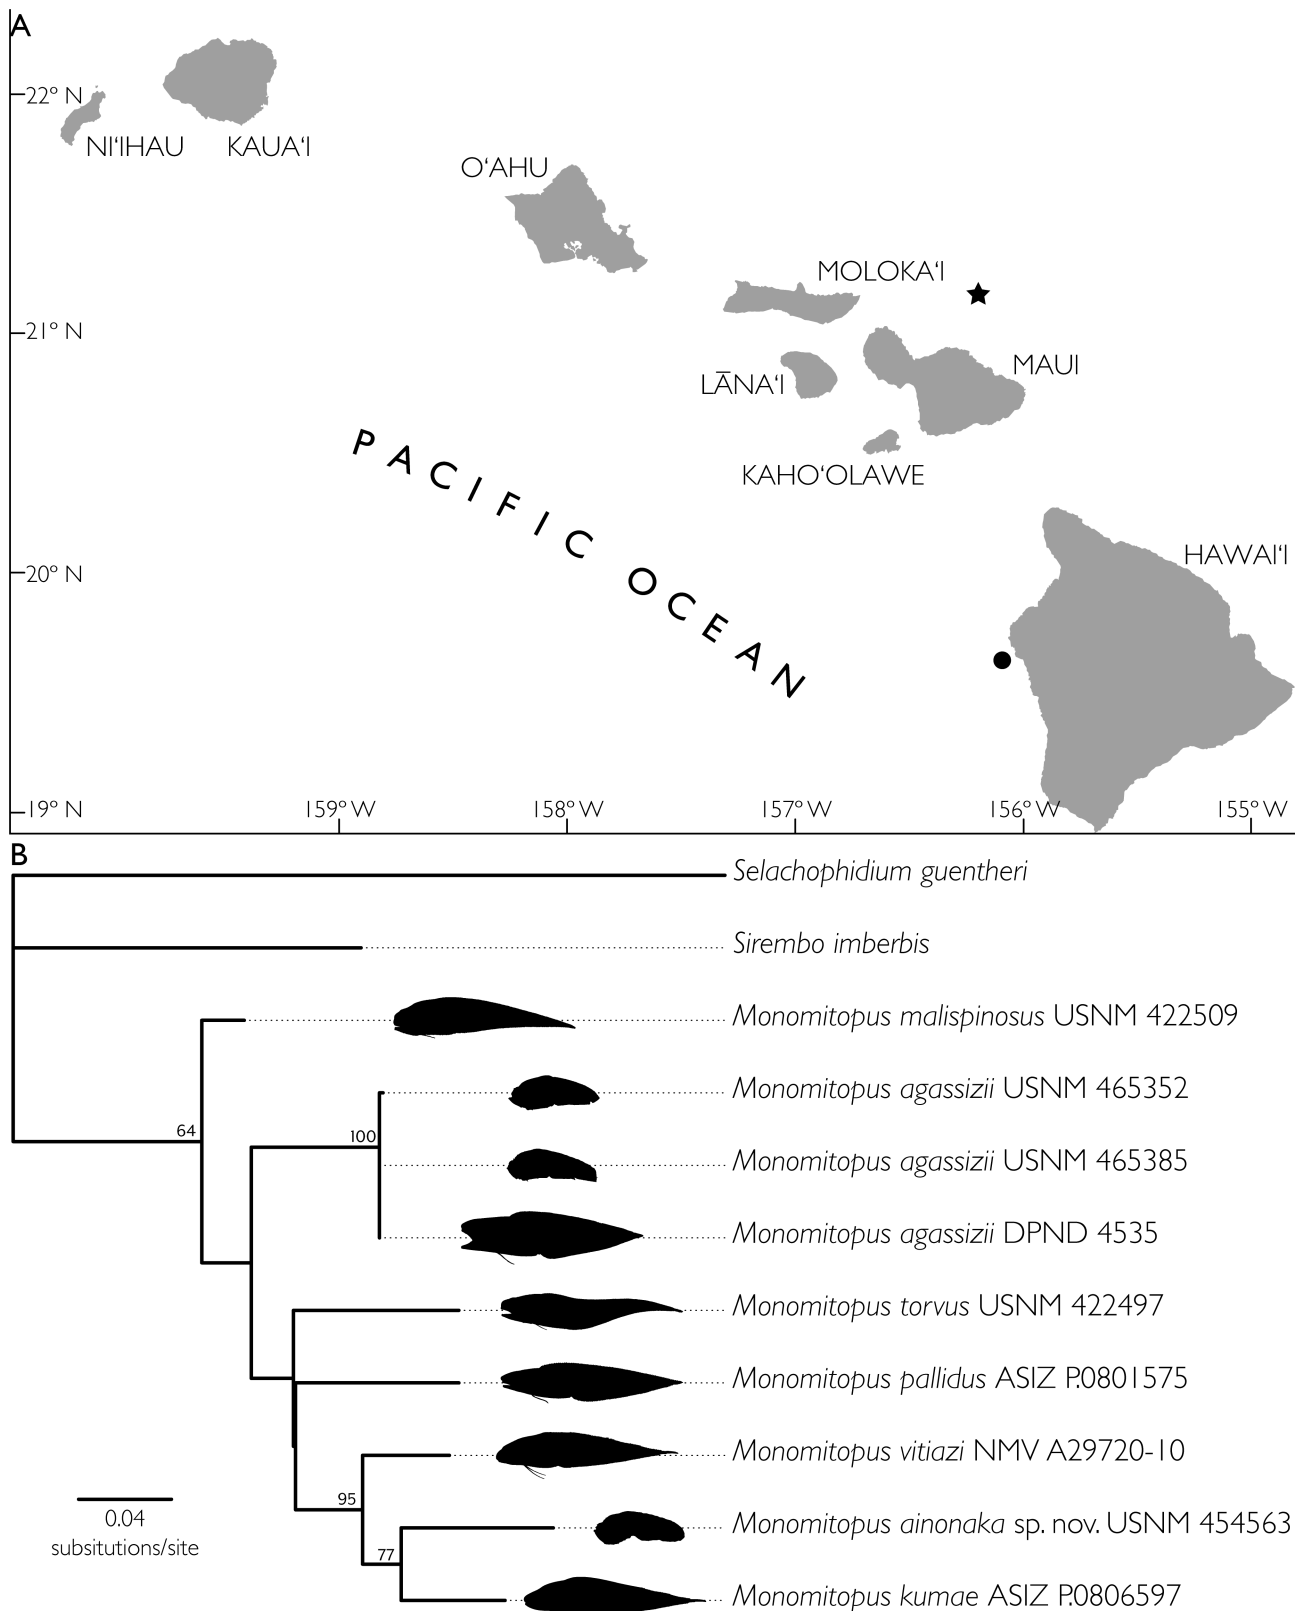 A
22° N
NI‘IHAU
KAUA‘I
O‘AHU
MOLOKA‘I
21° N
MAUI
LĀNA‘I
KAHO‘OLAWE
PACIFIC OCEAN
HAWAI‘I
20° N
19° N
159° W
158° W
157° W
156° W
155° W
B
Selachophidium guentheri
Sirembo imberbis
Monomitopus malispinosus USNM 422509
Monomitopus agassizii USNM 465352
64
100
Monomitopus agassizii USNM 465385
Monomitopus agassizii DPND 4535
Monomitopus torvus USNM 422497
Monomitopus pallidus ASIZ P.0801575
Monomitopus vitiazi NMV A29720-10
95
0.04
subsitutions/site
Monomitopus ainonaka sp. nov. USNM 454563
77
Monomitopus kumae ASIZ P.0806597